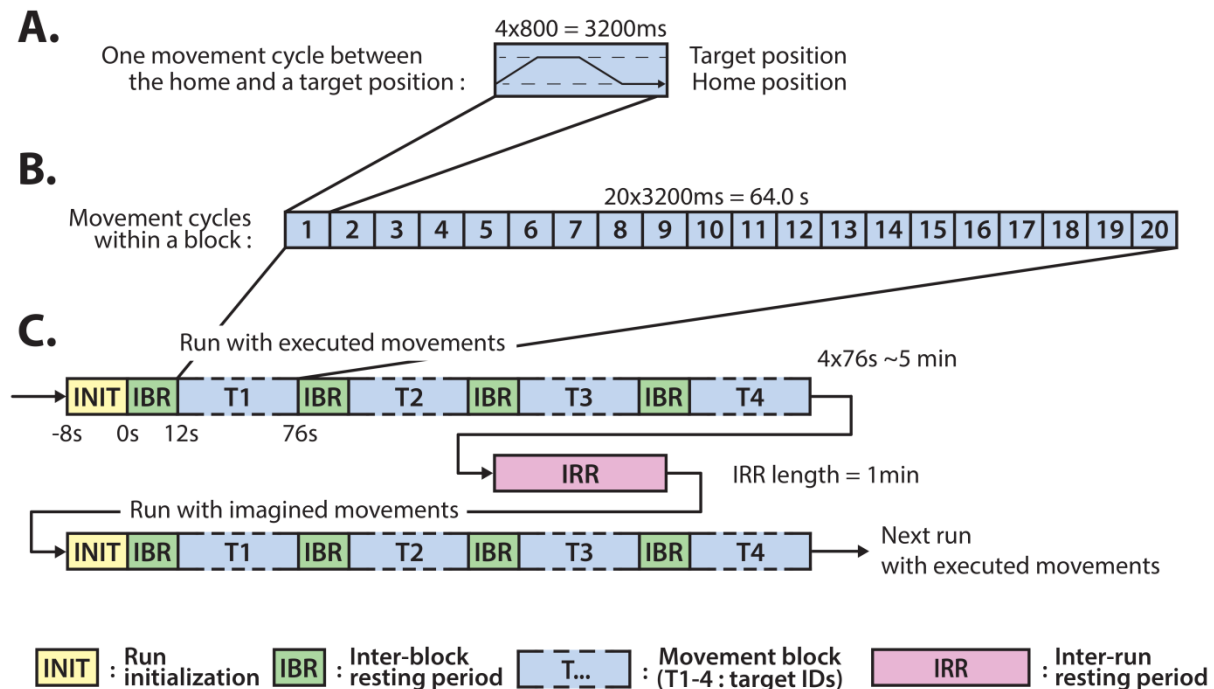 A.
4x800 = 3200ms
One movement cycle between
the home and a target position :
Target position
Home position
B.
20x3200ms = 64.0 s
Movement cycles
within a block :
1 2 3 4 5 6 7 8 9 10 11 12 13 14 15 16 17 18 19 20
C.
Run with executed movements
4x76s ~5 min
INIT IBR T1 IBR T2 IBR T3 IBR T4
-8s 0s 12s 76s
IRR
IRR length = 1min
Run with imagined movements
INIT IBR T1 IBR T2 IBR T3 IBR T4
Next run
with executed movements
INIT : Run
initialization
IBR : Inter-block
resting period
T... : Movement block
(T1-4 : target IDs)
IRR : Inter-run
resting period